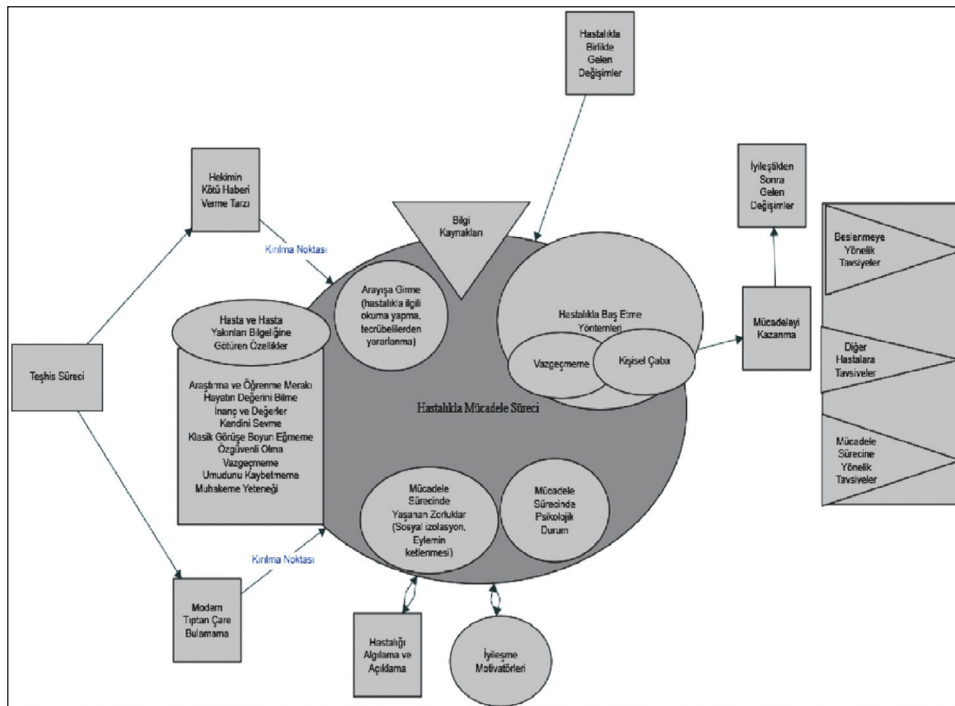 Hastalıkla
Birlikte
Gelen
Değişimler
Hekimin
Kötü Haberi
Verme Tarzı
İyileştikten
Sonra
Gelen
Değişimler
Bilgi
Kaynakları
Kırılma Noktası
Beslenmeye
Yönelik
Tavsiyeler
Arayışa Girme
(hastalıkla ilgili
okuma yapma,
tecrübelilerden
yararlanma)
Hasta ve Hasta
Yakınları Bilgeliğine
Götüren Özellikler
Hastalıkla Baş Etme
Yöntemleri
Mücadeleyi
Kazanma
Vazgeçmeme
Kişisel Çaba
Diğer
Hastalara
Tavsiyeler
Teşhis Süreci
Araştırma ve Öğrenme Merakı
Hayatın Değerini Bilme
İnanç ve Değerler
Kendini Sevme
Klasik Görüşe Boyun Eğmeme
Özgüvenli Olma
Vazgeçmeme
Umudunu Kaybetmeme
Muhakeme Yeteneği
Hastalıkla Mücadele Süreci
Mücadele
Sürecine
Yönelik
Tavsiyeler
Mücadele
Sürecinde
Yaşanan Zorluklar
(Sosyal izolasyon,
Eylemin
ketlenmesi)
Mücadele
Sürecinde
Psikolojik
Durum
Kırılma Noktası
Modern
Tıptan Çare
Bulamama
Hastalığı
Algılama ve
Açıklama
İyileşme
Motivatörleri